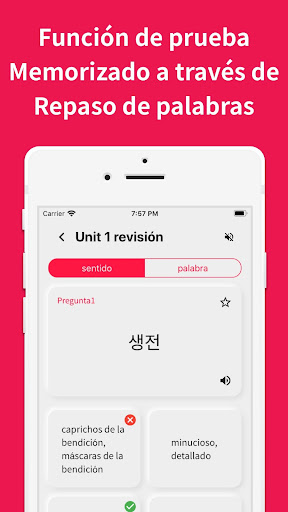 Función de prueba
Memorizado a través de
Repaso de palabras
Carrier
7:57 PM
Unit 1 revisión
sentido
palabra
Pregunta1
생전
caprichos de la
bendición,
máscaras de la
bendición
minucioso,
detallado